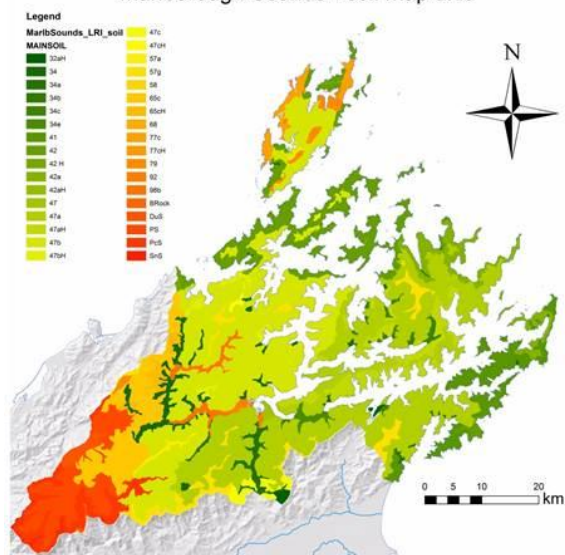 Legend
MarlbSounds_LRI_soil
MAINSOIL
32aH
34
34a
34b
34c
34e
41
42
42 H
42a
42aH
47
47a
47aH
47b
47bH
47c
47cH
57a
57g
58
65c
65cH
68
77c
77cH
79
92
98b
BRock
DuS
PS
PcS
SnS
N
0 5 10 20
km